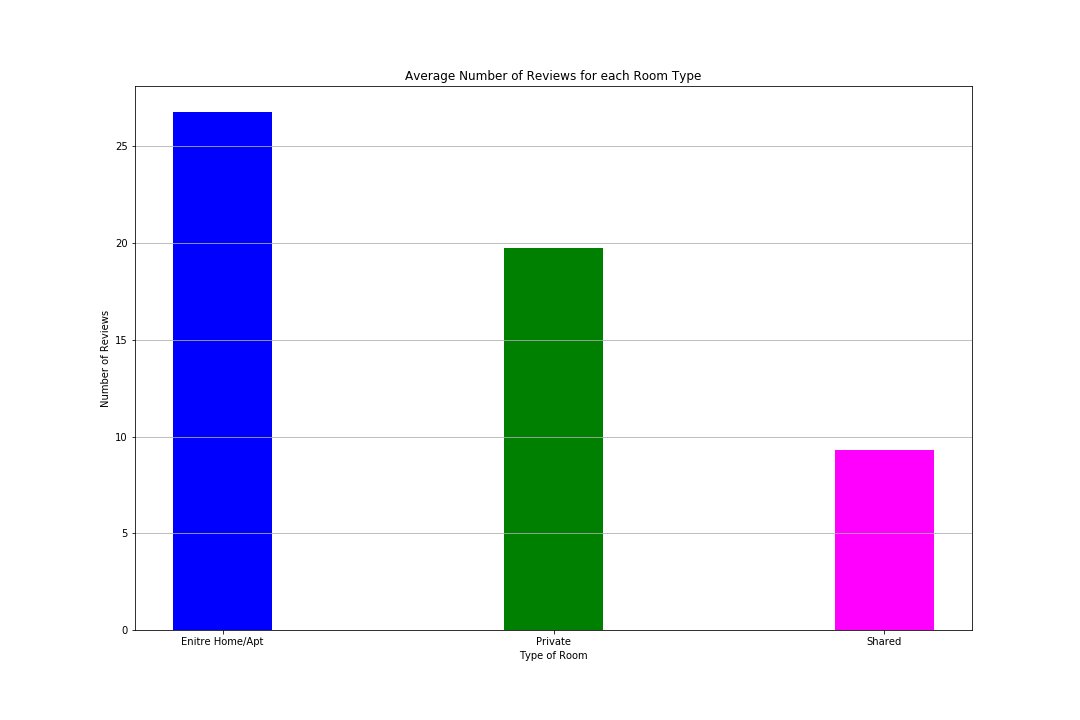 Average Number of Reviews for each Room Type
25
20
15
10
5
0
Number of Reviews
Enitre Home/Apt
Private
Shared
Type of Room